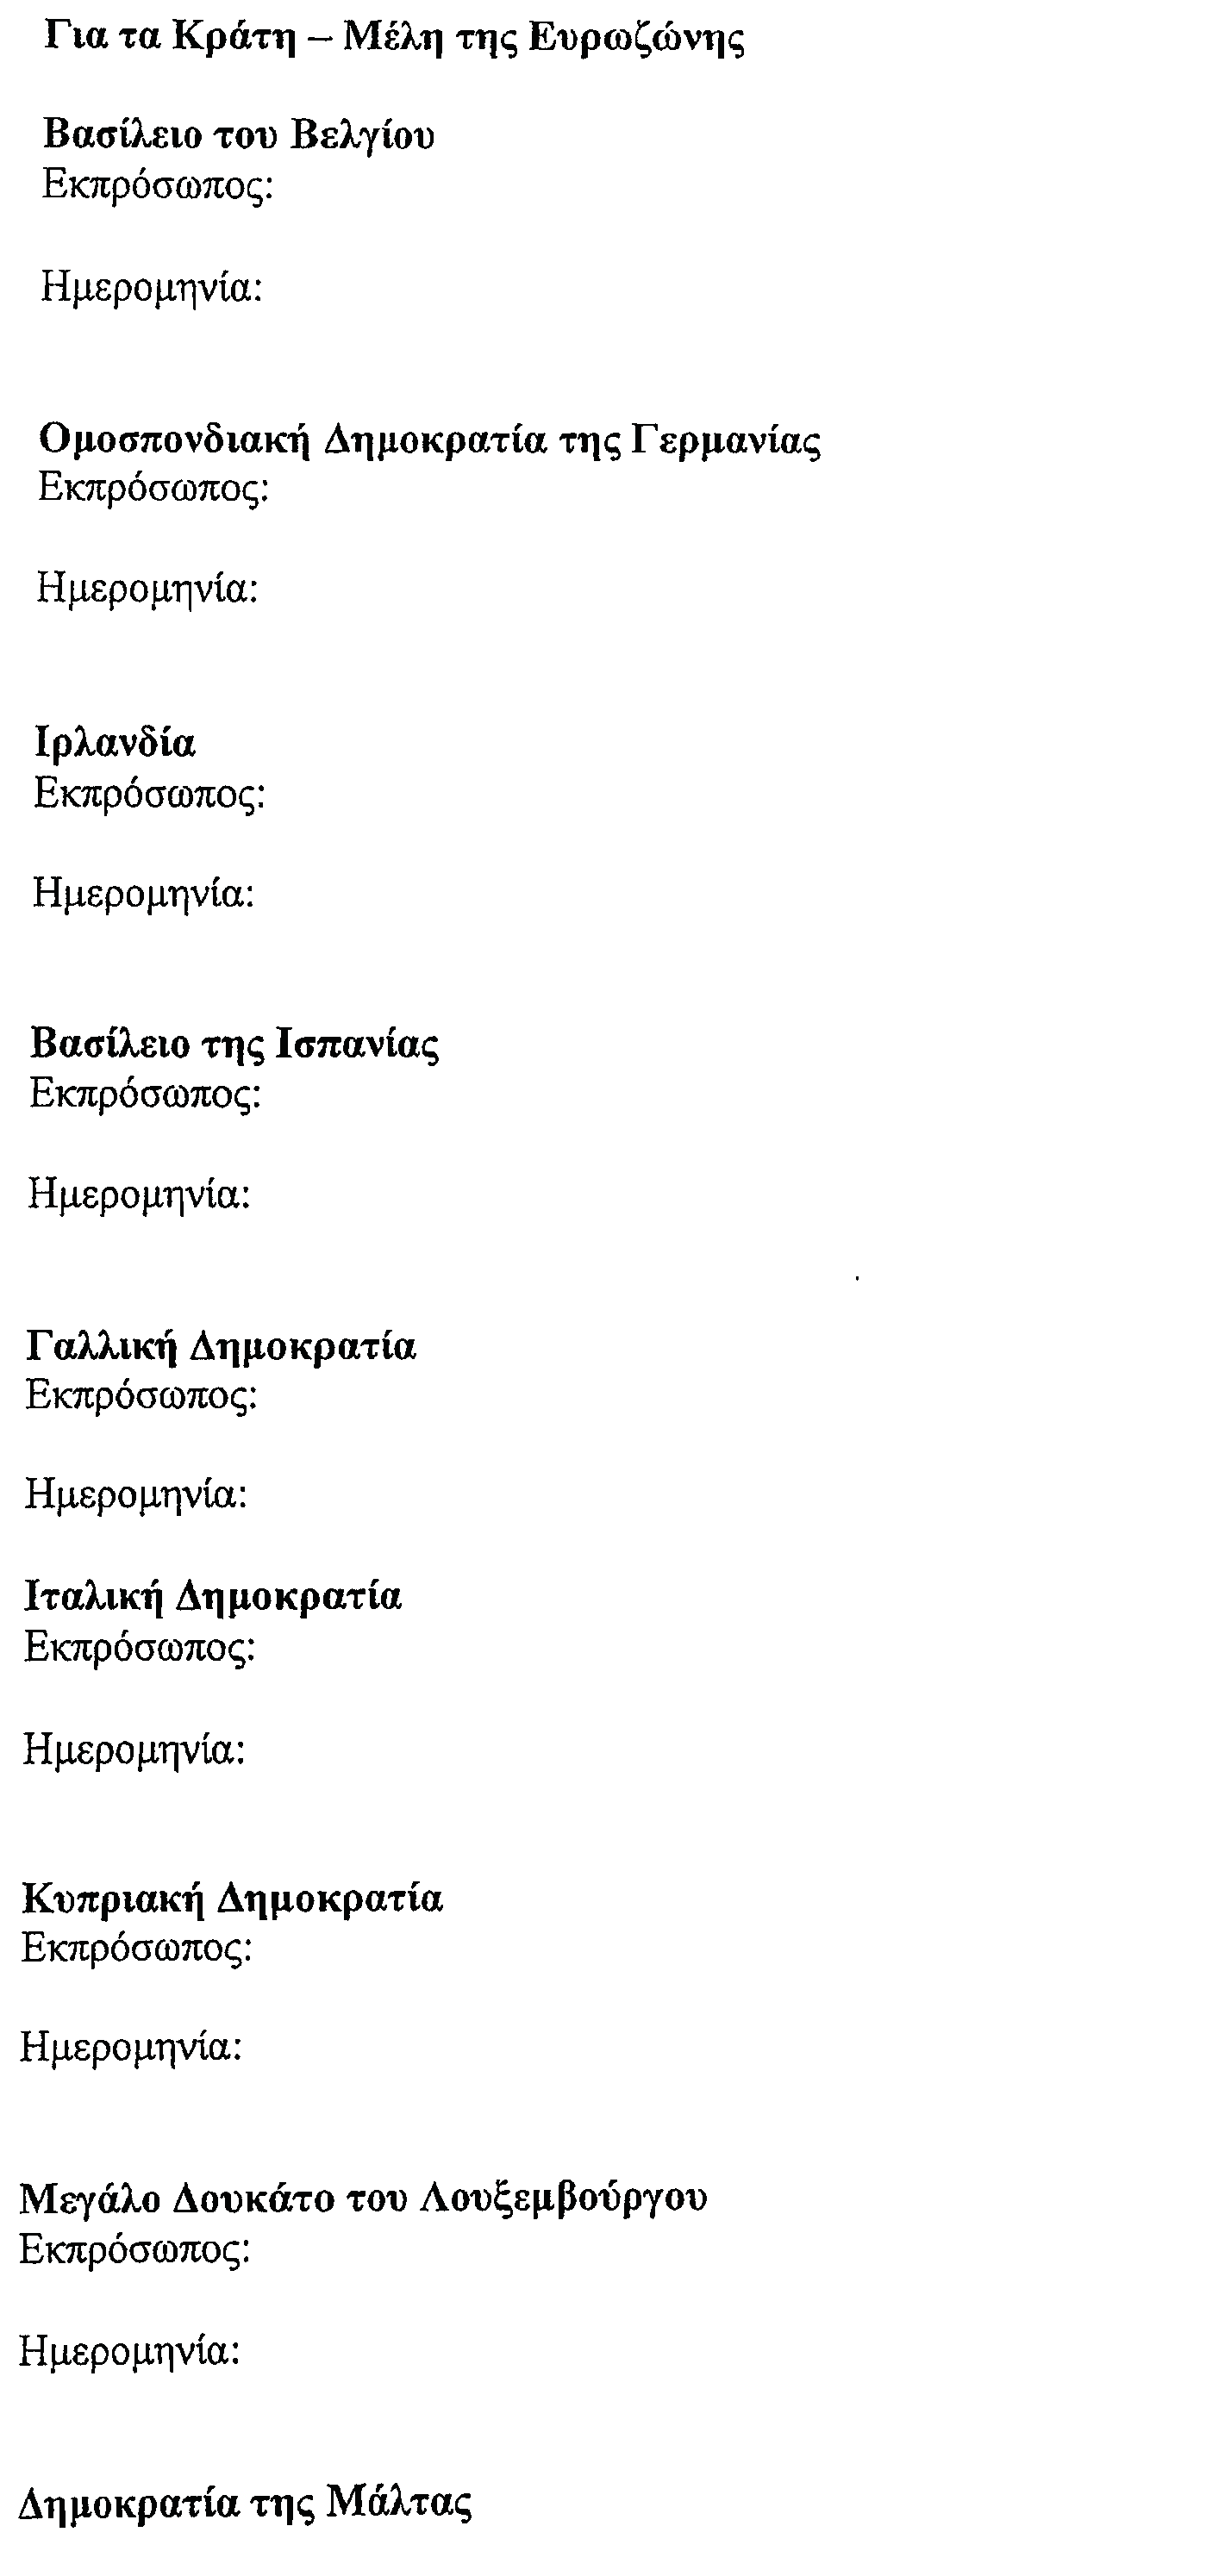 Για τα Κράτη – Μέλη της Ευρωζώνης
Βασίλειο του Βελγίου
Εκπρόσωπος:
Ημερομηνία:
Ομοσπονδιακή Δημοκρατία της Γερμανίας
Εκπρόσωπος:
Ημερομηνία:
Ιρλανδία
Εκπρόσωπος:
Ημερομηνία:
Βασίλειο της Ισπανίας
Εκπρόσωπος:
Ημερομηνία:
Γαλλική Δημοκρατία
Εκπρόσωπος:
Ημερομηνία:
Ιταλική Δημοκρατία
Εκπρόσωπος:
Ημερομηνία:
Κυπριακή Δημοκρατία
Εκπρόσωπος:
Ημερομηνία:
Μεγάλο Δουκάτο του Λουξεμβούργου
Εκπρόσωπος:
Ημερομηνία:
Δημοκρατία της Μάλτας